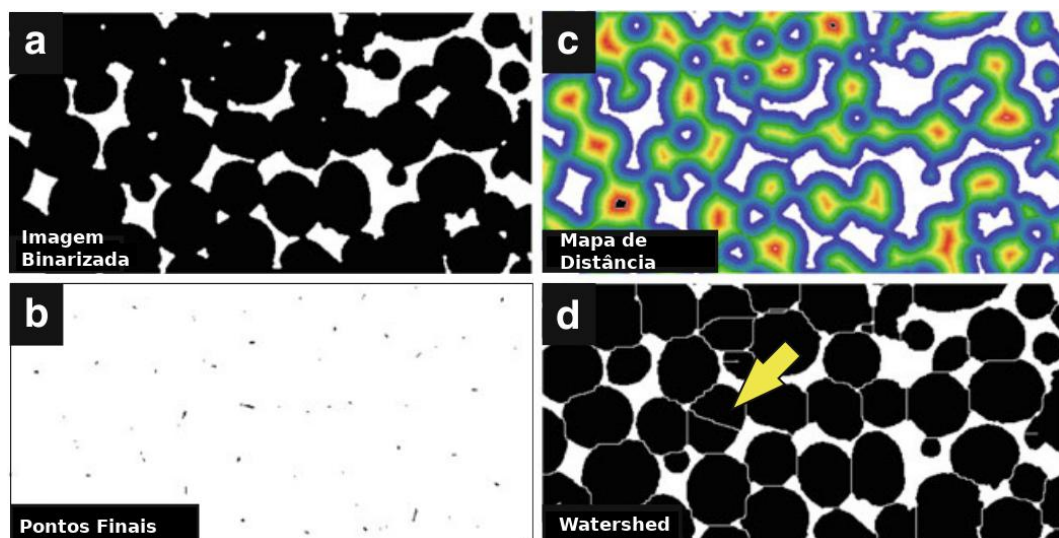 a
Imagem
Binarizada
c
Mapa de
Distância
b
Pontos Finais
d
Watershed